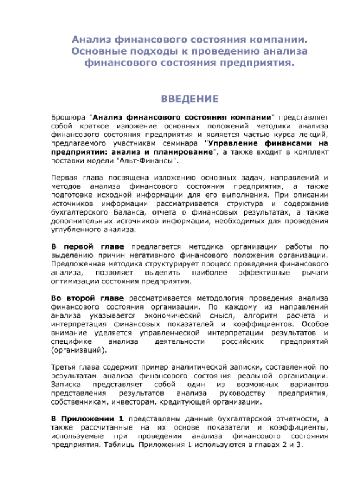 Анализ финансового состояния компании.
Основные подходы к проведению анализа
финансового состояния предприятия.
ВВЕДЕНИЕ
Брошюра "Анализ финансового состояния компании" представляет
собой краткое изложение основных положений методики анализа
финансового состояния предприятия и является частью курса лекций,
предлагаемого участникам семинара "Управление финансами на
предприятии: анализ и планирование", а также входит в комплект
поставки модели "Альт-Финансы".
Первая глава посвящена изложению основных задач, направлений и
методов анализа финансового состояния предприятия, а также
подготовке исходной информации для его выполнения. При описании
источников информации рассматривается структура и содержание
бухгалтерского баланса, отчета о финансовых результатах, а также
дополнительных источников информации, необходимых для проведения
углубленного анализа.
В первой главе предлагается методика организации работы по
выделению причин негативного финансового положения организации.
Предложенная методика структурирует процесс проведения финансового
анализа, позволяет выделить наиболее эффективные рычаги
оптимизации состояния предприятия.
Во второй главе рассматривается методология проведения анализа
финансового состояния организации. По каждому из направлений
анализа указывается экономический смысл, алгоритм расчета и
интерпретация финансовых показателей и коэффициентов. Особое
внимание уделяется управленческой интерпретации результатов и
специфике анализа деятельности российских предприятий
(организаций).
Третья глава содержит пример аналитической записки, составленной по
результатам анализа финансового состояния реальной организации.
Записка представляет собой один из возможных вариантов
представления результатов анализа руководству предприятия,
собственникам, инвесторам, кредитующей организации.
В Приложении 1 представлены данные бухгалтерской отчетности, а
также рассчитанные на их основе показатели и коэффициенты,
используемые при проведении анализа финансового состояния
предприятия. Таблицы Приложения 1 используются в главах 2 и 3.